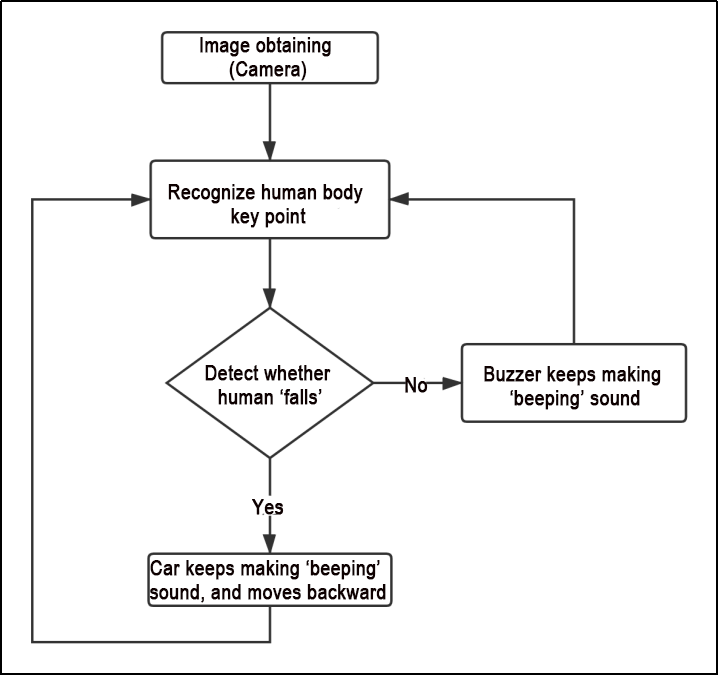 Image obtaining
(Camera)
Recognize human body
key point
Detect whether
human ‘falls’
No
Buzzer keeps making
‘beeping’ sound
Yes
Car keeps making ‘beeping’
sound, and moves backward